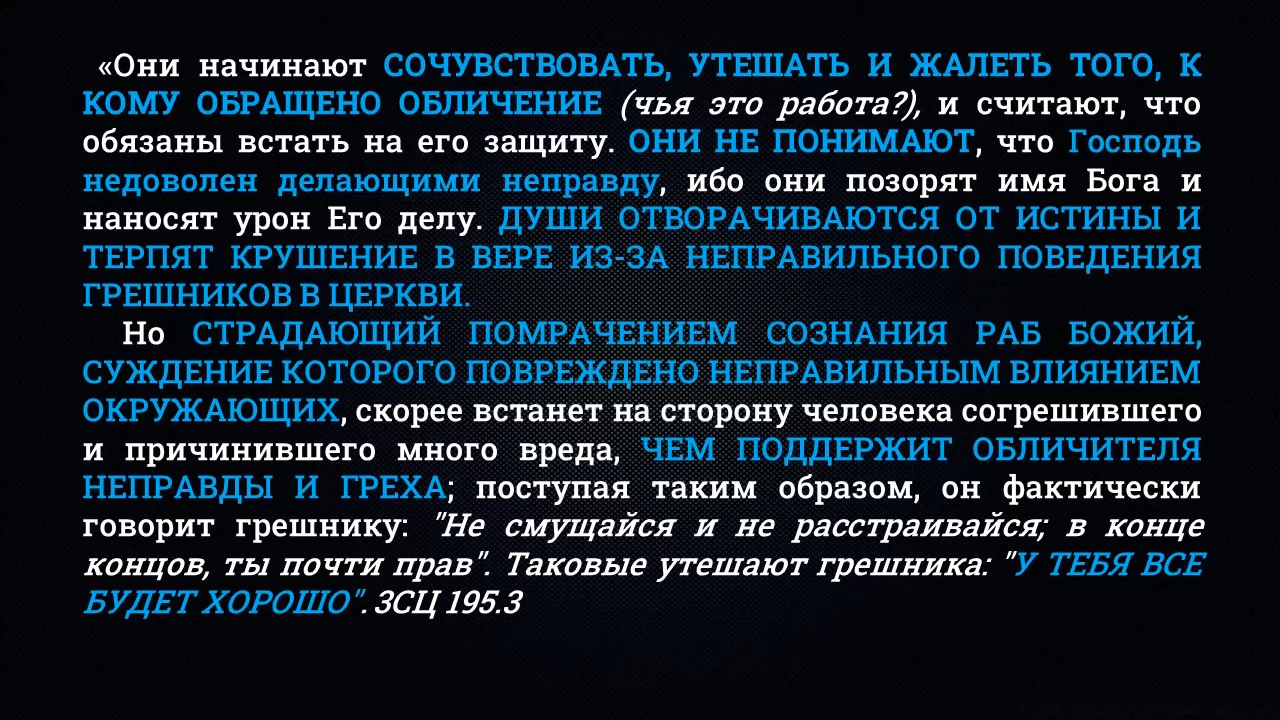 «Они начинают СОЧУВСТВОВАТЬ, УТЕШАТЬ И ЖАЛЕТЬ ТОГО, К
КОМУ ОБРАЩЕНО ОБЛИЧЕНИЕ (чья это работа?), и считают, что
обязаны встать на его защиту. ОНИ НЕ ПОНИМАЮТ, что Господь
недоволен делающими неправду, ибо они позорят имя Бога и
наносят урон Его делу. ДУШИ ОТВОРАЧИВАЮТСЯ ОТ ИСТИНЫ И
ТЕРПЯТ КРУШЕНИЕ В ВЕРЕ ИЗ-ЗА НЕПРАВИЛЬНОГО ПОВЕДЕНИЯ
ГРЕШНИКОВ В ЦЕРКВИ.
Но СТРАДАЮЩИЙ ПОМРАЧЕНИЕМ СОЗНАНИЯ РАБ БОЖИЙ,
СУЖДЕНИЕ КОТОРОГО ПОВРЕЖДЕНО НЕПРАВИЛЬНЫМ ВЛИЯНИЕМ
ОКРУЖАЮЩИХ, скорее встанет на сторону человека согрешившего
и причинившего много вреда, ЧЕМ ПОДДЕРЖИТ ОБЛИЧИТЕЛЯ
НЕПРАВДЫ И ГРЕХА; поступая таким образом, он фактически
говорит грешнику: "Не смущайся и не расстраивайся; в конце
концов, ты почти прав". Таковые утешают грешника: "У ТЕБЯ ВСЕ
БУДЕТ ХОРОШО". 3СЦ 195.3